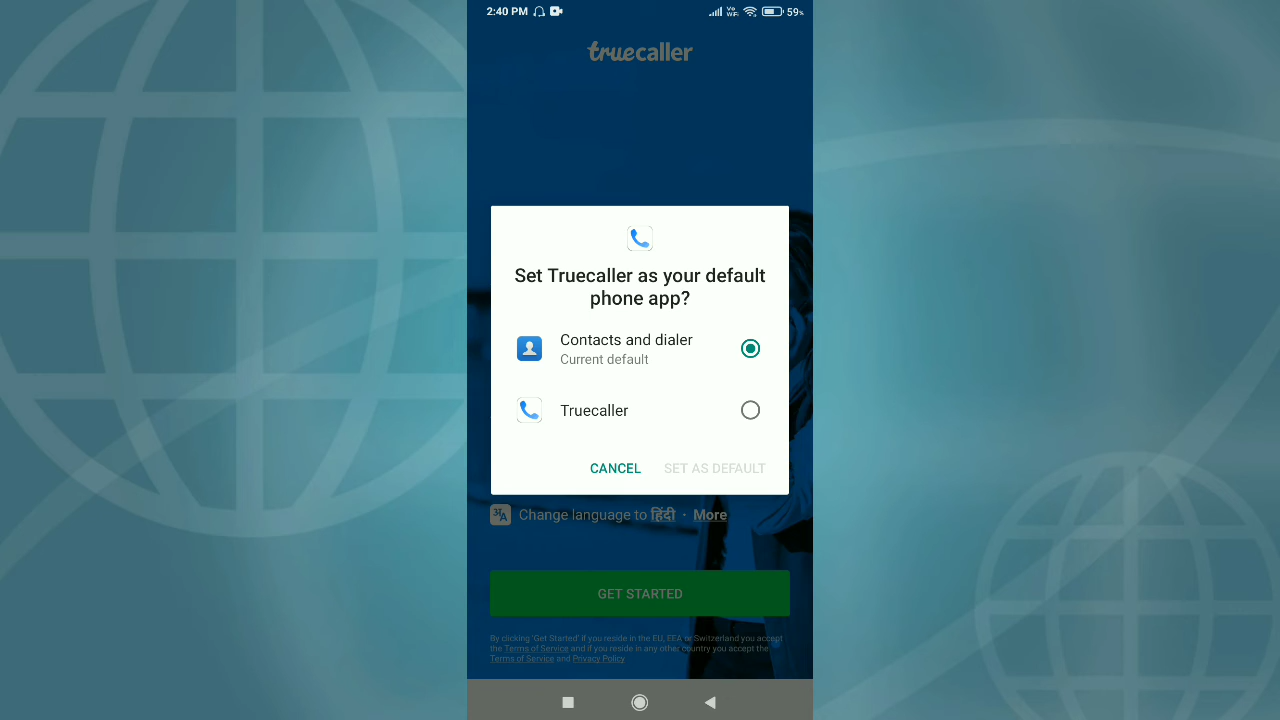 2:40 PM
Vo
WiFi
59%
truecaller
Set Truecaller as your default
phone app?
Contacts and dialer
Current default
Truecaller
CANCEL SET AS DEFAULT
अ
A
Change language to हिंदी · More
GET STARTED
By clicking 'Get Started' if you reside in the EU, EEA or Switzerland you accept
the Terms of Service and if you reside in any other country you accept the
Terms of Service and Privacy Policy